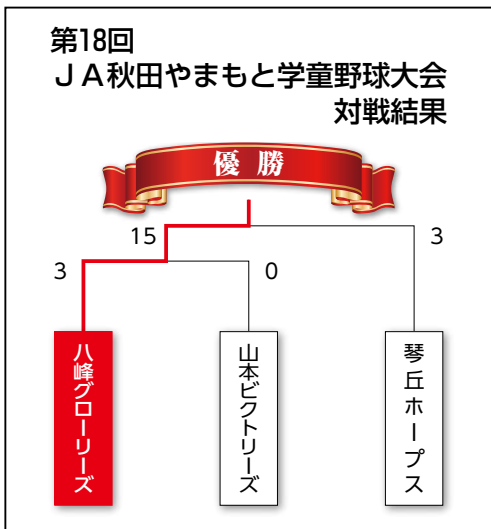 第18回
ＪＡ秋田やまもと学童野球大会
対戦結果
優勝
15
3
3
0
八峰グローリーズ
山本ビクトリーズ
琴丘ホープス